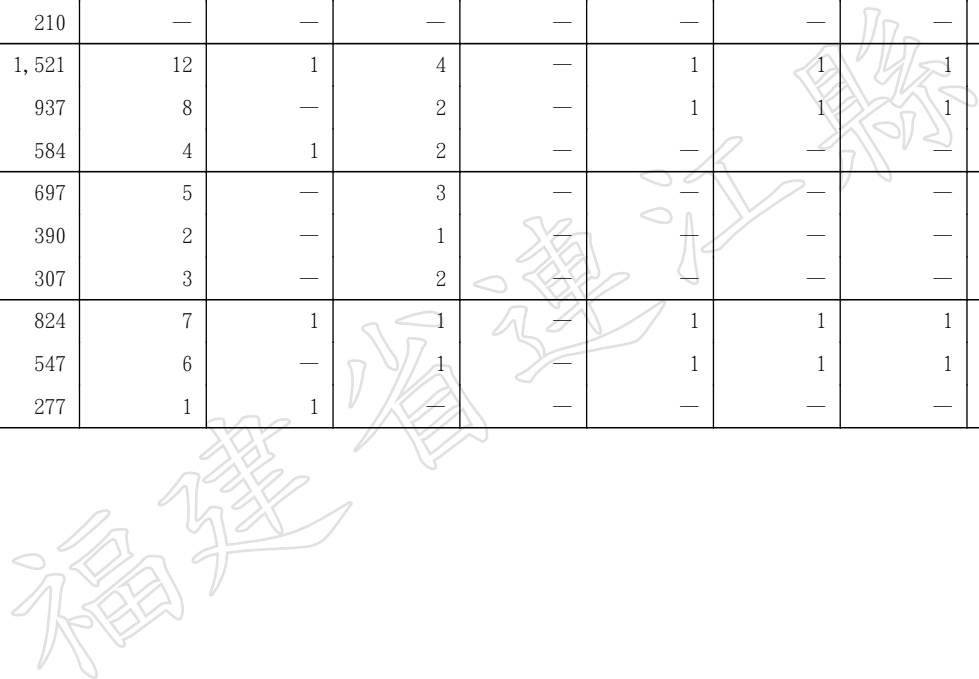 210 — — — — — — —
1,521 12 1 4 — 1 1 1
937 8 — 2 — 1 1 1
584 4 1 2 — — — —
697 5 — 3 — — — —
390 2 — 1 — — — —
307 3 — 2 — — — —
824 7 1 1 — 1 1 1
547 6 — 1 — 1 1 1
277 1 1 — — — — —
福建省連江縣